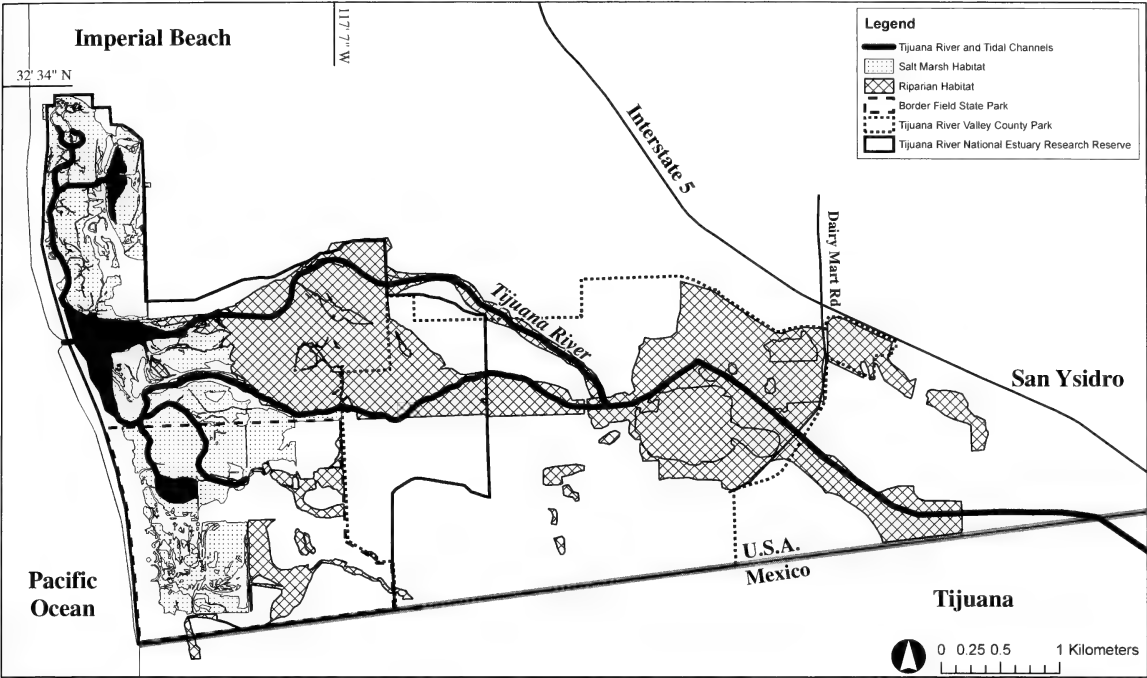 Imperial Beach
117' 7" W
32' 34" N
Legend
Tijuana River and Tidal Channels
Salt Marsh Habitat
Riparian Habitat
Border Field State Park
Tijuana River Valley County Park
Tijuana River National Estuary Research Reserve
Interstate 5
Dairy Mart Rd
Tijuana River
San Ysidro
U.S.A.
Mexico
Pacific
Ocean
Tijuana
0 0.25 0.5 1 Kilometers